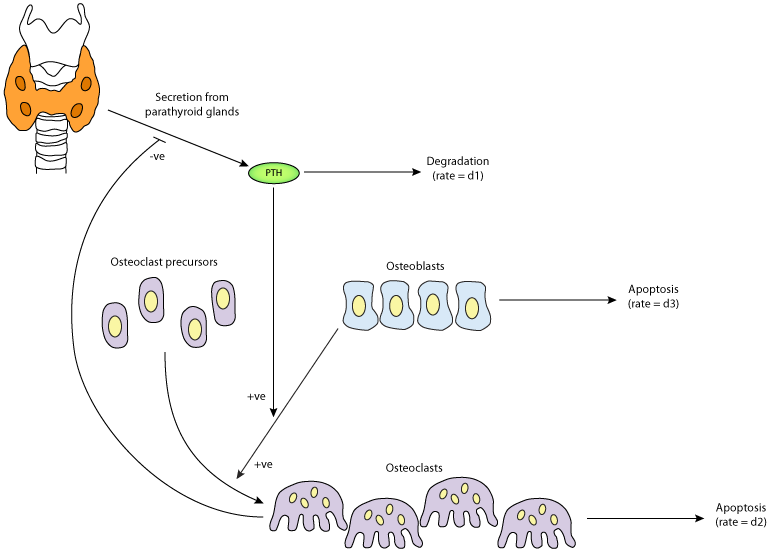 Secretion from
parathyroid glands
-ve
PTH
Degradation
(rate = d1)
Osteoclast precursors
Osteoblasts
Apoptosis
(rate = d3)
+ve
+ve
Osteoclasts
Apoptosis
(rate = d2)